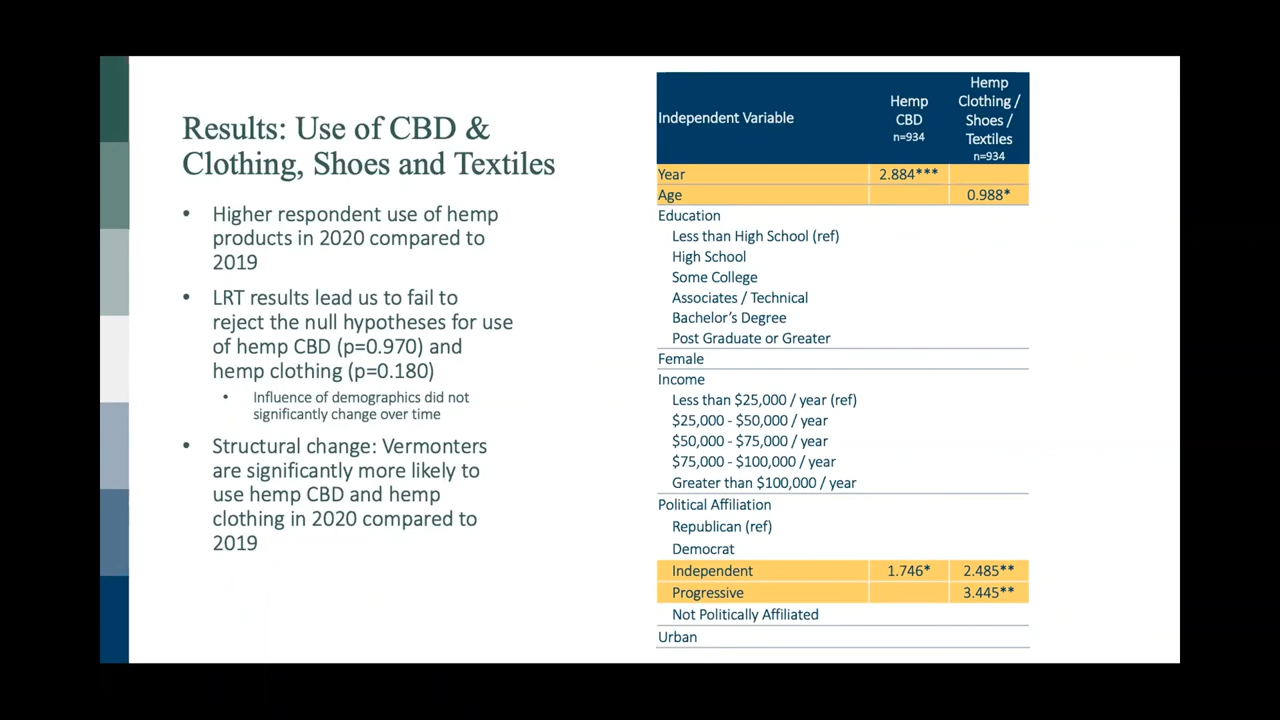 Results: Use of CBD &
Clothing, Shoes and Textiles
• Higher respondent use of hemp
products in 2020 compared to
2019
• LRT results lead us to fail to
reject the null hypotheses for use
of hemp CBD (p=0.970) and
hemp clothing (p=0.180)
• Influence of demographics did not
significantly change over time
• Structural change: Vermonters
are significantly more likely to
use hemp CBD and hemp
clothing in 2020 compared to
2019
Independent Variable
Hemp
CBD
n=934
Hemp
Clothing /
Shoes /
Textiles
n=934
Year 2.884***
Age 0.988*
Education
Less than High School (ref)
High School
Some College
Associates / Technical
Bachelor’s Degree
Post Graduate or Greater
Female
Income
Less than $25,000 / year (ref)
$25,000 - $50,000 / year
$50,000 - $75,000 / year
$75,000 - $100,000 / year
Greater than $100,000 / year
Political Affiliation
Republican (ref)
Democrat
Independent 1.746* 2.485**
Progressive 3.445**
Not Politically Affiliated
Urban